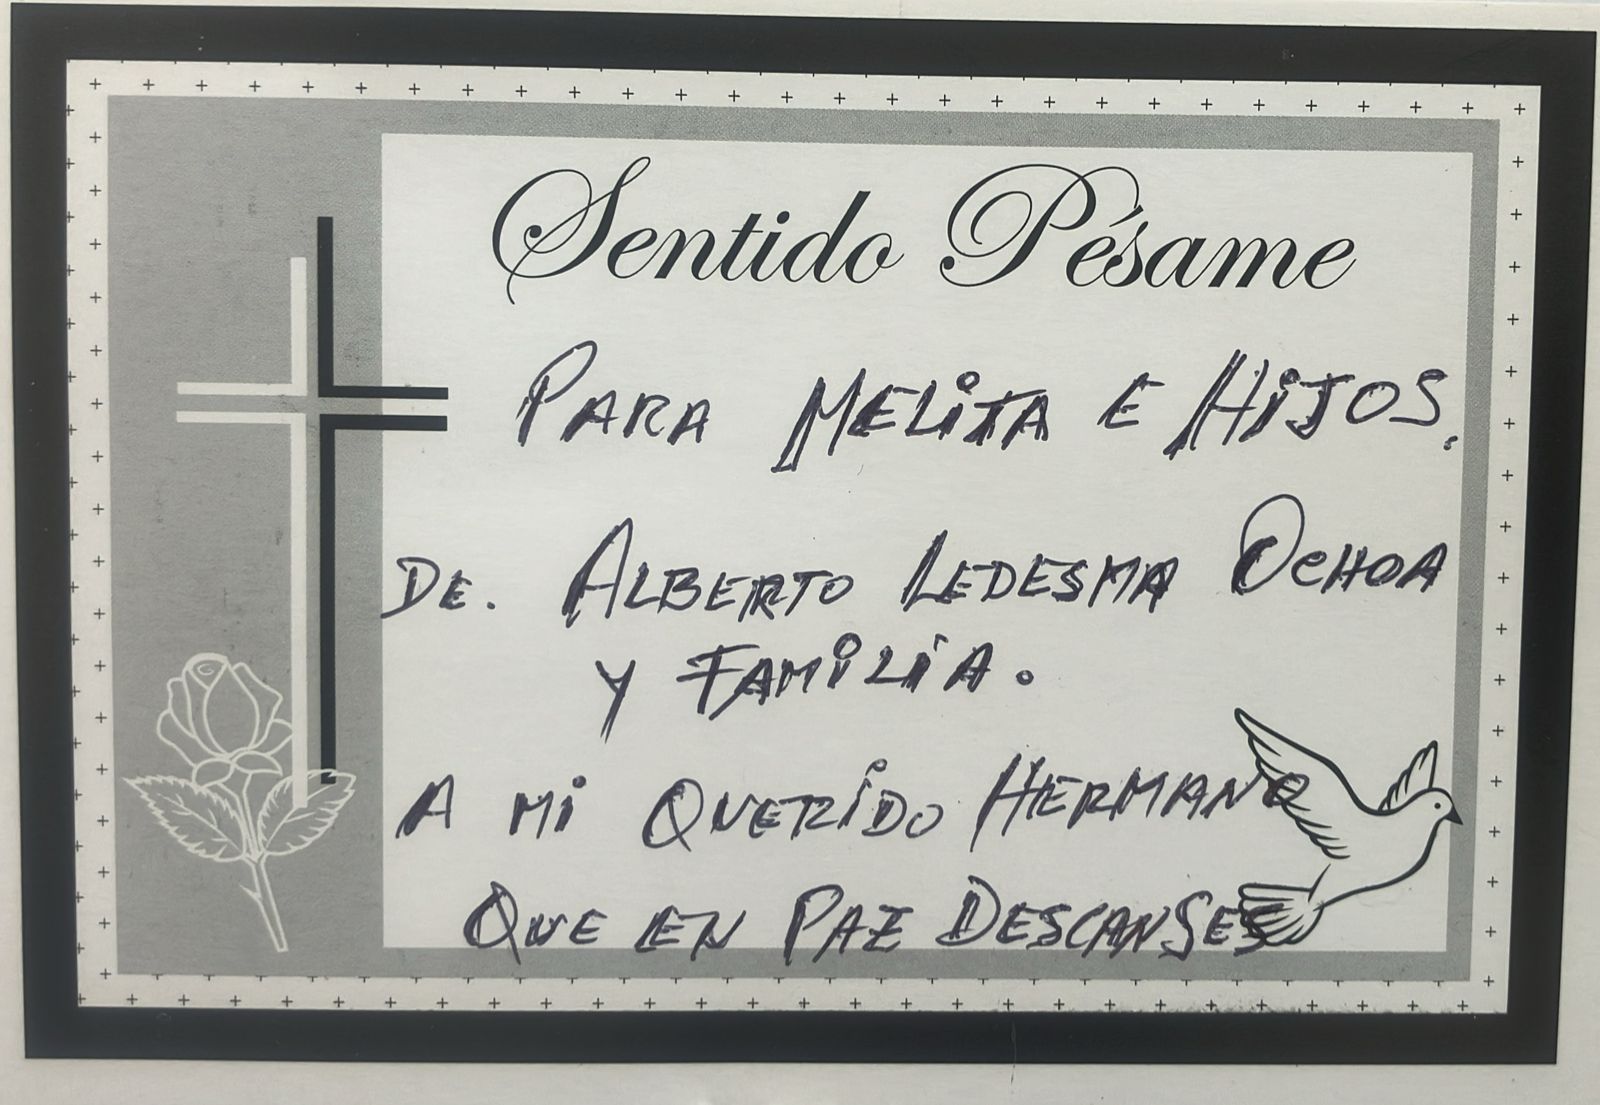 Sentido Pésame
PARA MELiTA E HiJOS.
DE. ALBERTO LEDESMA OCHOA
Y FAMiLiA.
A Mi QUERiDO HERMANO
QUE EN PAZ DESCANSES